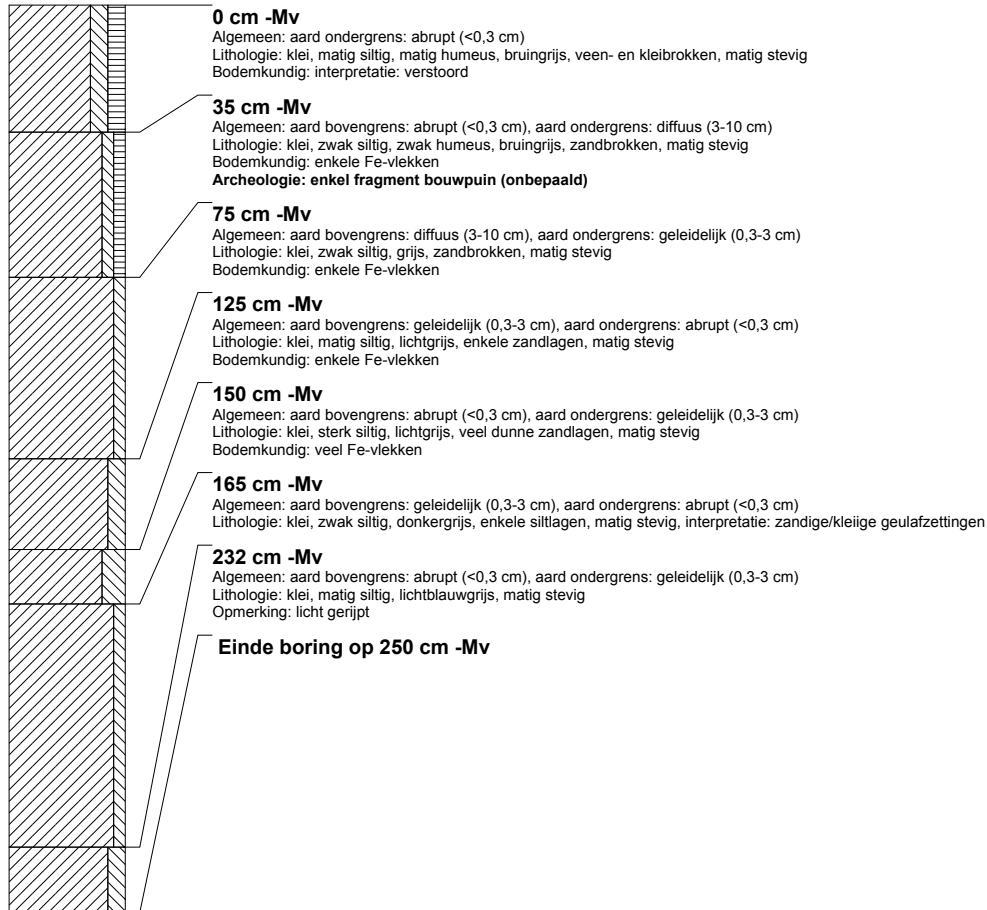 0 cm -Mv
Algemeen: aard ondergrens: abrupt (<0,3 cm)
Lithologie: klei, matig siltig, matig humeus, bruingrijs, veen- en kleibrokken, matig stevig
Bodemkundig: interpretatie: verstoord
35 cm -Mv
Algemeen: aard bovengrens: abrupt (<0,3 cm), aard ondergrens: diffuus (3-10 cm)
Lithologie: klei, zwak siltig, zwak humeus, bruingrijs, zandbrokken, matig stevig
Bodemkundig: enkele Fe-vlekken
Archeologie: enkel fragment bouwpuin (onbepaald)
75 cm -Mv
Algemeen: aard bovengrens: diffuus (3-10 cm), aard ondergrens: geleidelijk (0,3-3 cm)
Lithologie: klei, zwak siltig, grijs, zandbrokken, matig stevig
Bodemkundig: enkele Fe-vlekken
125 cm -Mv
Algemeen: aard bovengrens: geleidelijk (0,3-3 cm), aard ondergrens: abrupt (<0,3 cm)
Lithologie: klei, matig siltig, lichtgrijs, enkele zandlagen, matig stevig
Bodemkundig: enkele Fe-vlekken
150 cm -Mv
Algemeen: aard bovengrens: abrupt (<0,3 cm), aard ondergrens: geleidelijk (0,3-3 cm)
Lithologie: klei, sterk siltig, lichtgrijs, veel dunne zandlagen, matig stevig
Bodemkundig: veel Fe-vlekken
165 cm -Mv
Algemeen: aard bovengrens: geleidelijk (0,3-3 cm), aard ondergrens: abrupt (<0,3 cm)
Lithologie: klei, zwak siltig, donkergrijs, enkele siltlagen, matig stevig, interpretatie: zandige/kleiige geulafzettingen
232 cm -Mv
Algemeen: aard bovengrens: abrupt (<0,3 cm), aard ondergrens: geleidelijk (0,3-3 cm)
Lithologie: klei, matig siltig, lichtblauwgrijs, matig stevig
Opmerking: licht gerijpt
Einde boring op 250 cm -Mv